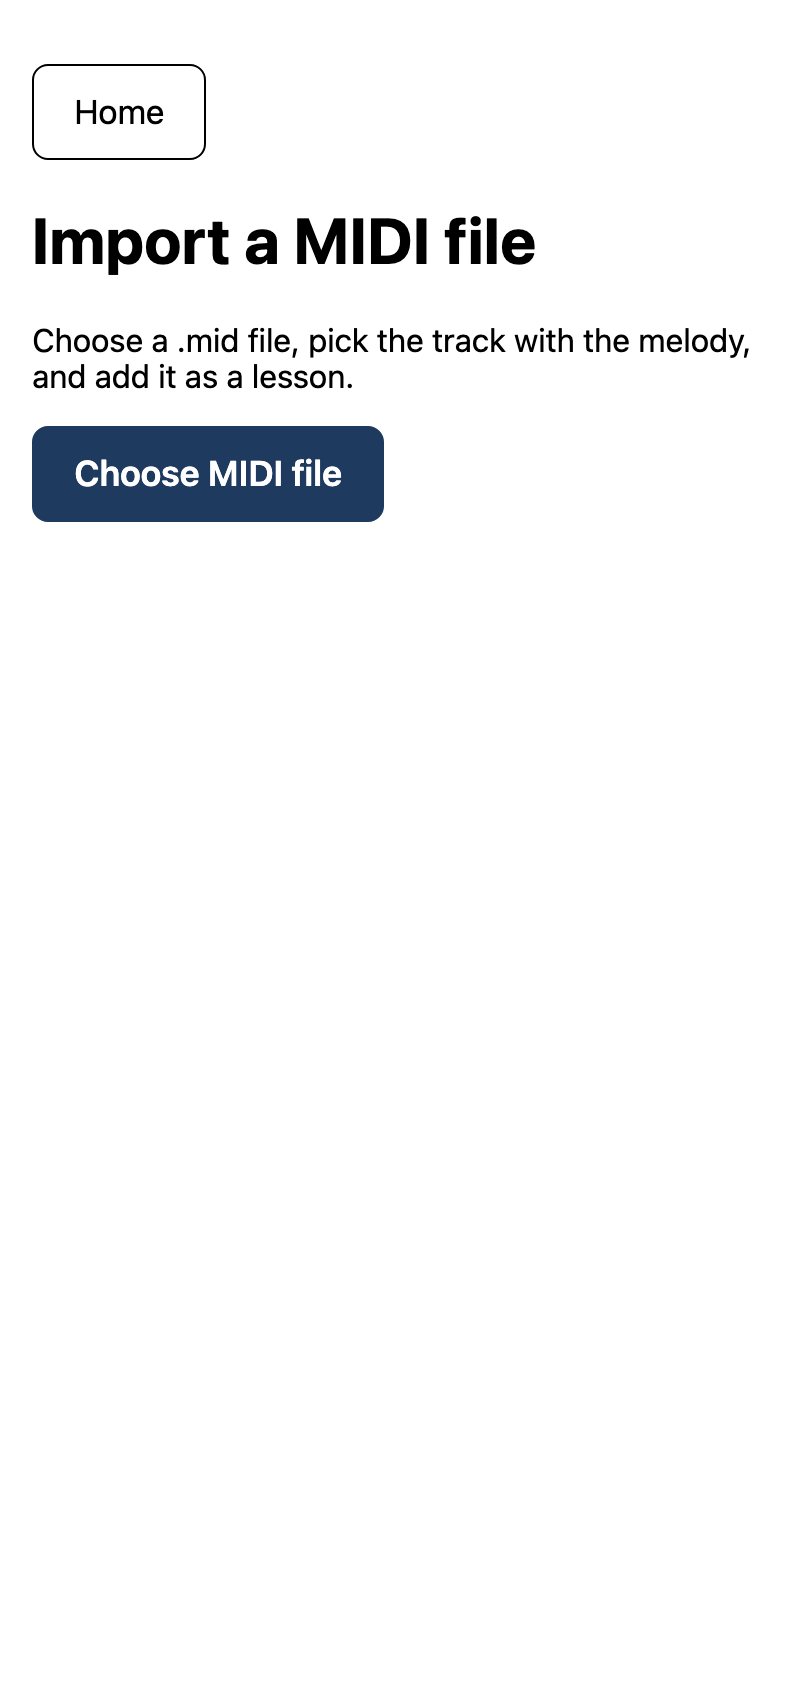 Home
Import a MIDI file
Choose a .mid file, pick the track with the melody,
and add it as a lesson.
Choose MIDI file